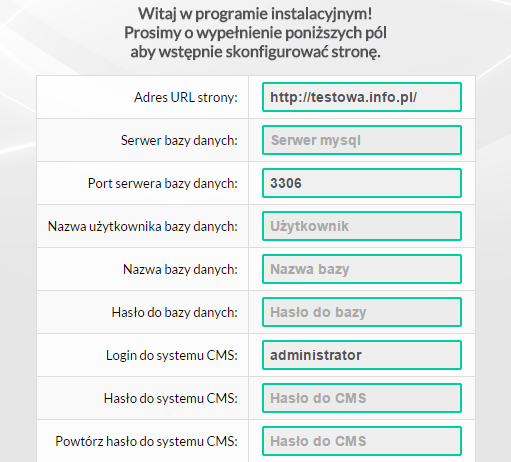 Witaj w programie instalacyjnym!
Prosimy o wypełnienie poniższych pól
aby wstępnie skonfigurować stronę.
Adres URL strony: http://testowa.info.pl/
Serwer bazy danych: Serwer mysql
Port serwera bazy danych: 3306
Nazwa użytkownika bazy danych: Użytkownik
Nazwa bazy danych: Nazwa bazy
Hasło do bazy danych: Hasło do bazy
Login do systemu CMS: administrator
Hasło do systemu CMS: Hasło do CMS
Powtórz hasło do systemu CMS: Hasło do CMS